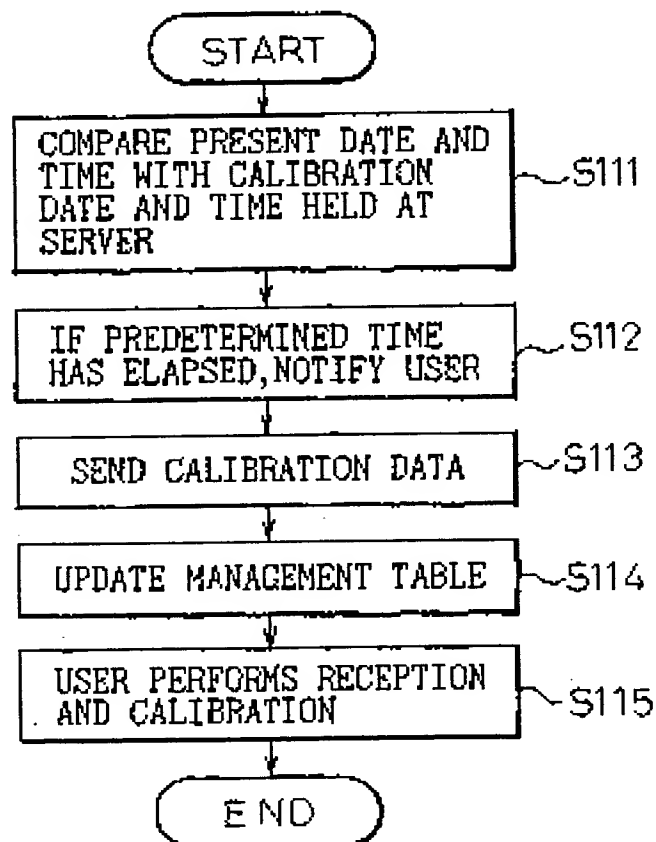 START
COMPARE PRESENT DATE AND
TIME WITH CALIBRATION
DATE AND TIME HELD AT
SERVER
S111
IF PREDETERMINED TIME
HAS ELAPSED, NOTIFY USER
S112
SEND CALIBRATION DATA
S113
UPDATE MANAGEMENT TABLE
S114
USER PERFORMS RECEPTION
AND CALIBRATION
S115
END